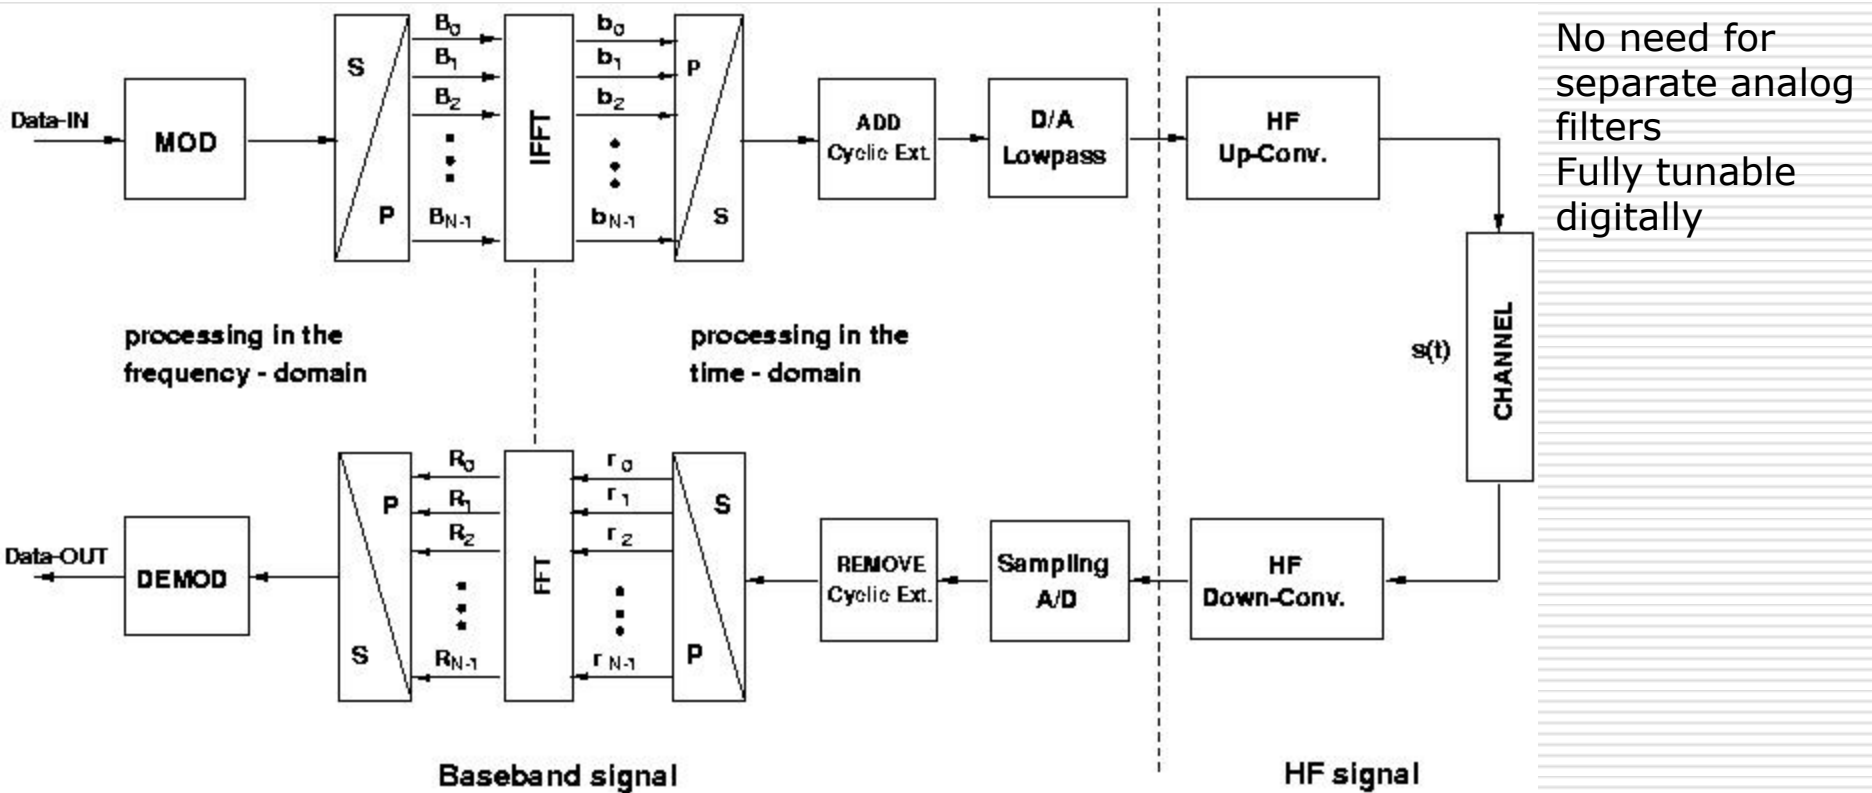 Data-IN
MOD
S
P
B0
B1
B2
BN-1
IFFT
b0
b1
b2
bN-1
P
S
ADD
Cyclic Ext.
D/A
Lowpass
HF
Up-Conv.
No need for
separate analog
filters
Fully tunable
digitally
processing in the
frequency - domain
processing in the
time - domain
s(t)
CHANNEL
Data-OUT
DEMOD
P
S
R0
R1
R2
RN-1
FFT
r0
r1
r2
rN-1
S
P
REMOVE
Cyclic Ext.
Sampling
A/D
HF
Down-Conv.
Baseband signal
HF signal